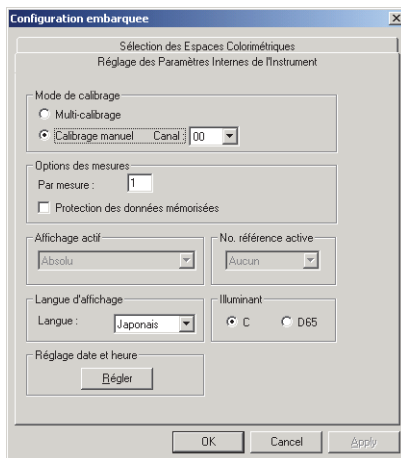 Configuration embarquee
Sélection des Espaces Colorimétriques
Réglage des Paramètres Internes de l'Instrument
Mode de calibrage
Multi-calibrage
Calibrage manuel Canal : 00
Options des mesures
Par mesure : 1
Protection des données mémorisées
Affichage actif No. référence active
Absolu Aucun
Langue d'affichage Illuminant
Langue : Japonais C D65
Réglage date et heure
Régler
OK Cancel Apply